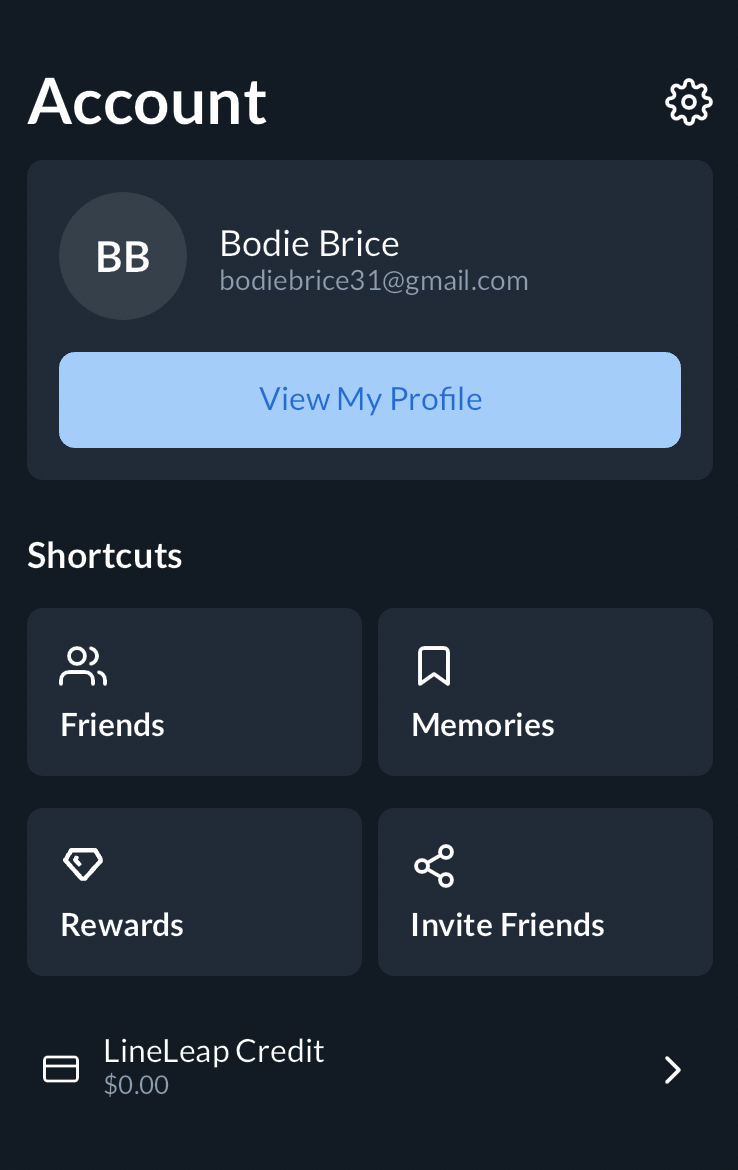 Account
BB
Bodie Brice
bodiebrice31@gmail.com
View My Profile
Shortcuts
Friends
Memories
Rewards
Invite Friends
LineLeap Credit
$0.00